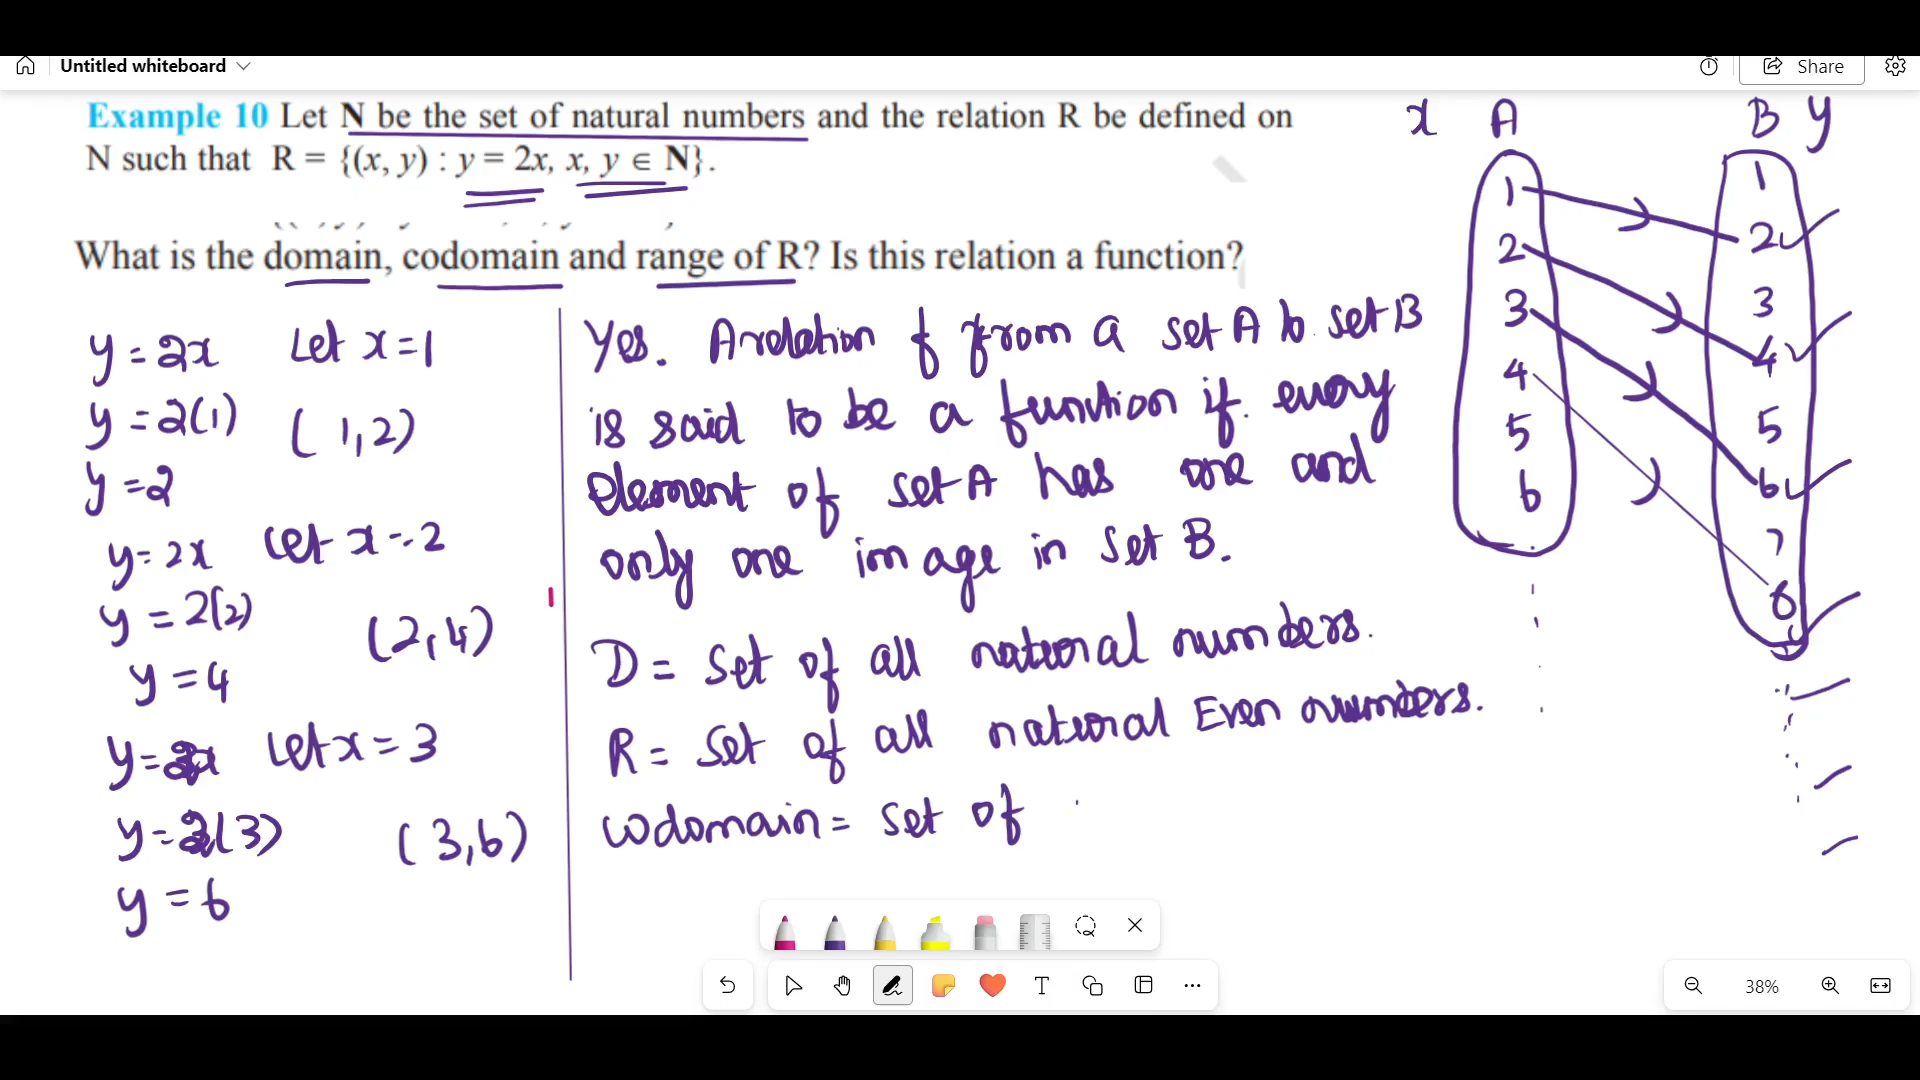 Untitled whiteboard
Share
Example 10 Let N be the set of natural numbers and the relation R be defined on
N such that R = {(x, y) : y = 2x, x, y ∈ N}.
What is the domain, codomain and range of R? Is this relation a function?
y = 2x Let x = 1
y = 2(1) (1,2)
y = 2
y = 2x Let x = 2
y = 2(2)
(2,4)
y = 4
y = 2x Let x = 3
y = 2(3) (3,6)
y = 6
Yes. A relation f from a set A to set B
is said to be a function if every
element of set A has one and
only one image in set B.
D = Set of all natural numbers.
R = Set of all natural Even numbers.
codomain = set of
x A B y
1
2
3
4
5
6
1
2
3
4
5
6
7
8
38%